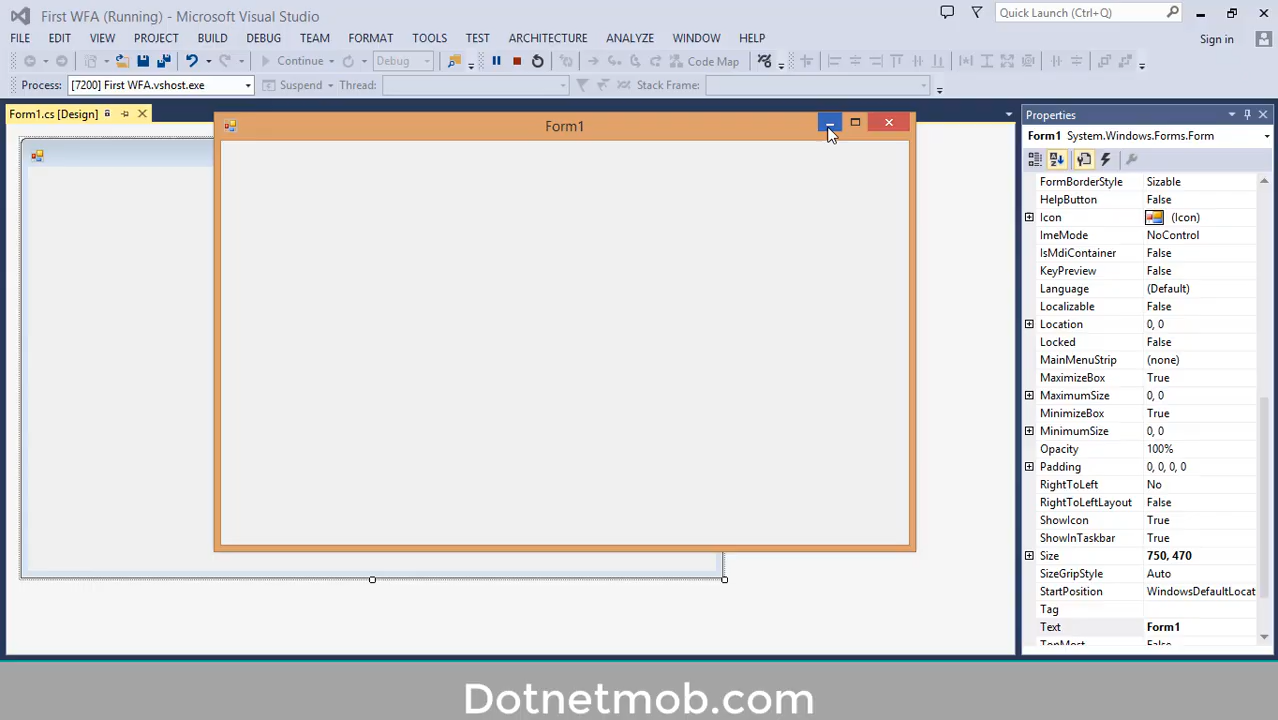 First WFA (Running) - Microsoft Visual Studio
Quick Launch (Ctrl+Q)
FILE EDIT VIEW PROJECT BUILD DEBUG TEAM FORMAT TOOLS TEST ARCHITECTURE ANALYZE WINDOW HELP
Sign in
Continue Debug Code Map
Process: [7200] First WFA.vshost.exe Suspend Thread: Stack Frame:
Form1.cs [Design]
Form1
Properties
Form1 System.Windows.Forms.Form
FormBorderStyle Sizable
HelpButton False
Icon (Icon)
ImeMode NoControl
IsMdiContainer False
KeyPreview False
Language (Default)
Localizable False
Location 0, 0
Locked False
MainMenuStrip (none)
MaximizeBox True
MaximumSize 0, 0
MinimizeBox True
MinimumSize 0, 0
Opacity 100%
Padding 0, 0, 0, 0
RightToLeft No
RightToLeftLayout False
ShowIcon True
ShowInTaskbar True
Size 750, 470
SizeGripStyle Auto
StartPosition WindowsDefaultLocat
Tag
Text Form1
TopMost False
Dotnetmob.com